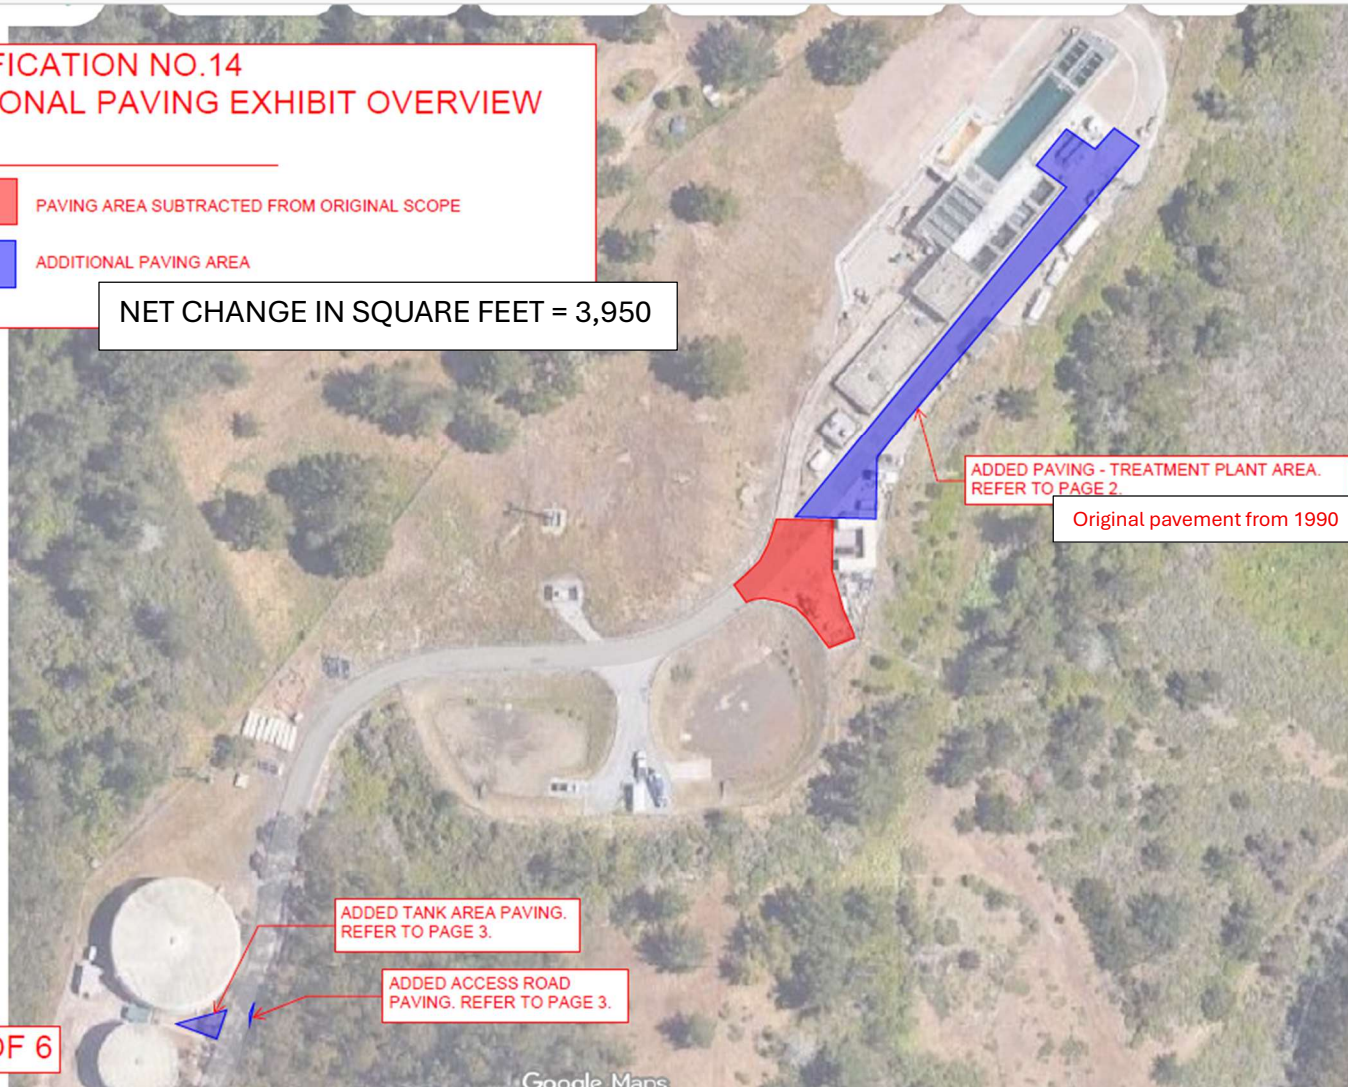 FICATION NO.14
ONAL PAVING EXHIBIT OVERVIEW
PAVING AREA SUBTRACTED FROM ORIGINAL SCOPE
ADDITIONAL PAVING AREA
NET CHANGE IN SQUARE FEET = 3,950
ADDED PAVING - TREATMENT PLANT AREA.
REFER TO PAGE 2.
Original pavement from 1990
ADDED TANK AREA PAVING.
REFER TO PAGE 3.
ADDED ACCESS ROAD
PAVING. REFER TO PAGE 3.
OF 6
Google Maps